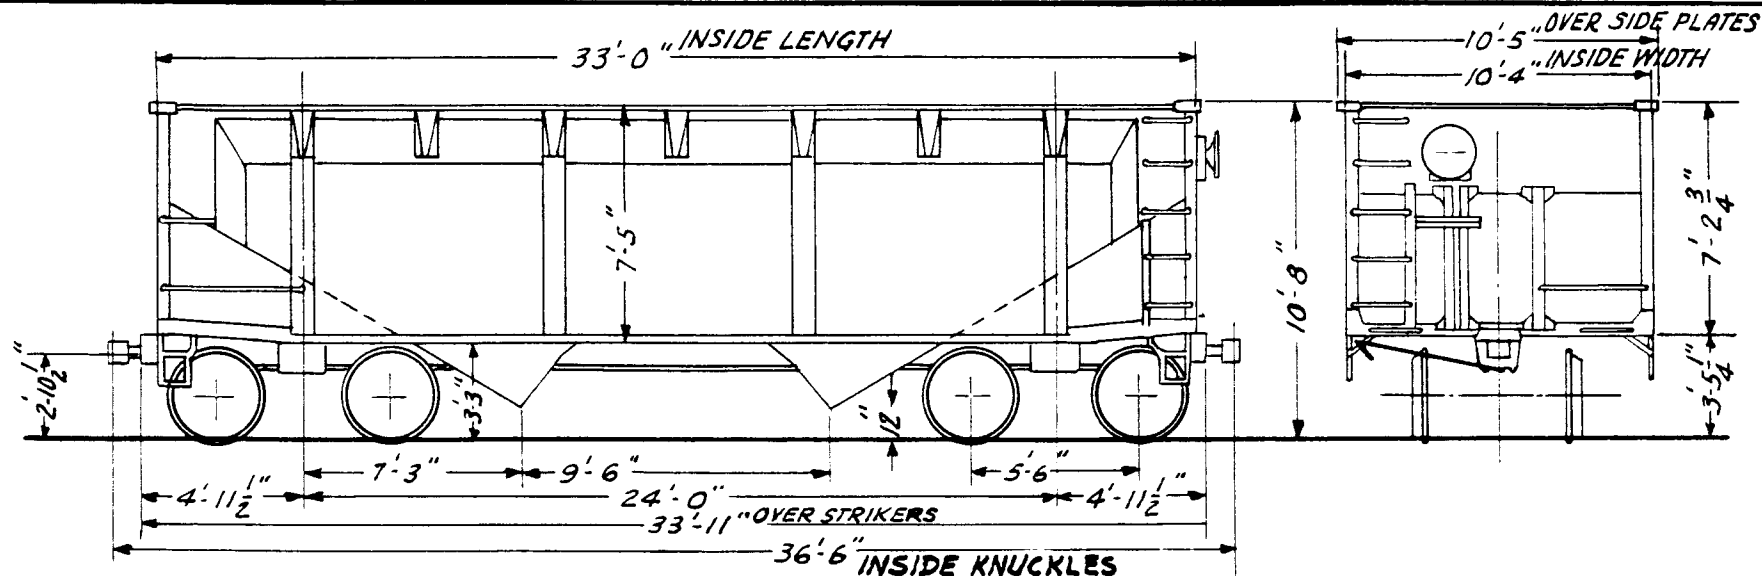 33'-0" INSIDE LENGTH
10'-5" OVER SIDE PLATES
10'-4" INSIDE WIDTH
7'-5"
10'-8"
7'-2 3/4"
2'-10 1/2"
3'-3"
12"
3'-5 1/4"
7'-3"
9'-6"
5'-6"
4'-11 1/2"
24'-0"
4'-11 1/2"
33'-11" OVER STRIKERS
36'-6" INSIDE KNUCKLES